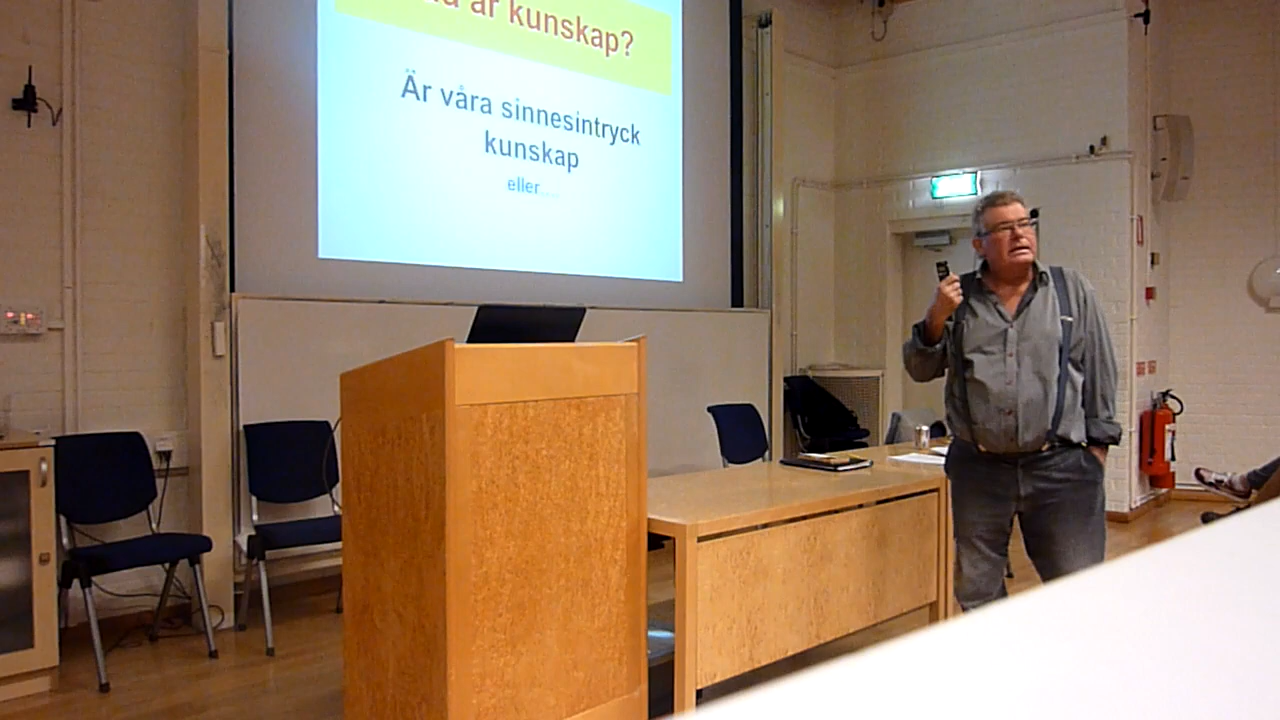 är kunskap?
Är våra sinnesintryck
kunskap
eller....